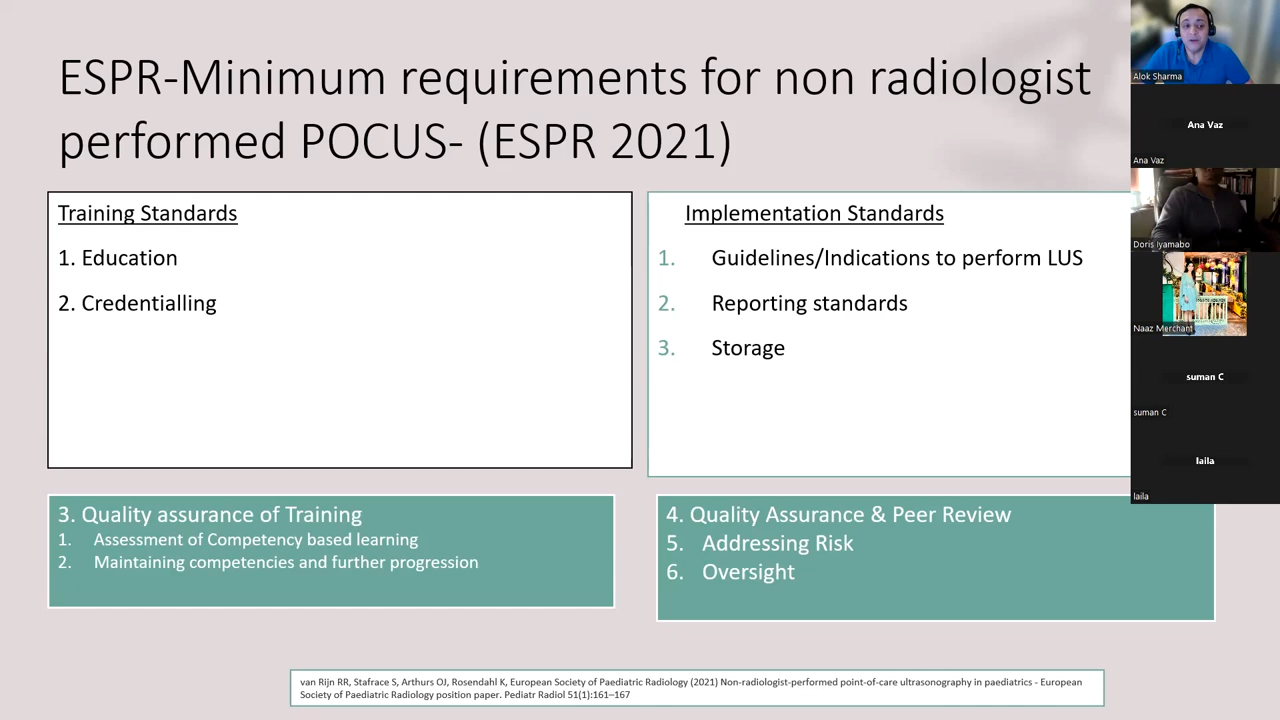 ESPR-Minimum requirements for non radiologist
performed POCUS- (ESPR 2021)
Training Standards
1. Education
2. Credentialling
Implementation Standards
1. Guidelines/Indications to perform LUS
2. Reporting standards
3. Storage
3. Quality assurance of Training
1. Assessment of Competency based learning
2. Maintaining competencies and further progression
4. Quality Assurance & Peer Review
5. Addressing Risk
6. Oversight
van Rijn RR, Stafrace S, Arthurs OJ, Rosendahl K, European Society of Paediatric Radiology (2021) Non-radiologist-performed point-of-care ultrasonography in paediatrics - European
Society of Paediatric Radiology position paper. Pediatr Radiol 51(1):161–167
Alok Sharma
Ana Vaz
Ana Vaz
Doris Iyamabo
Naaz Merchant
suman C
suman C
laila
laila